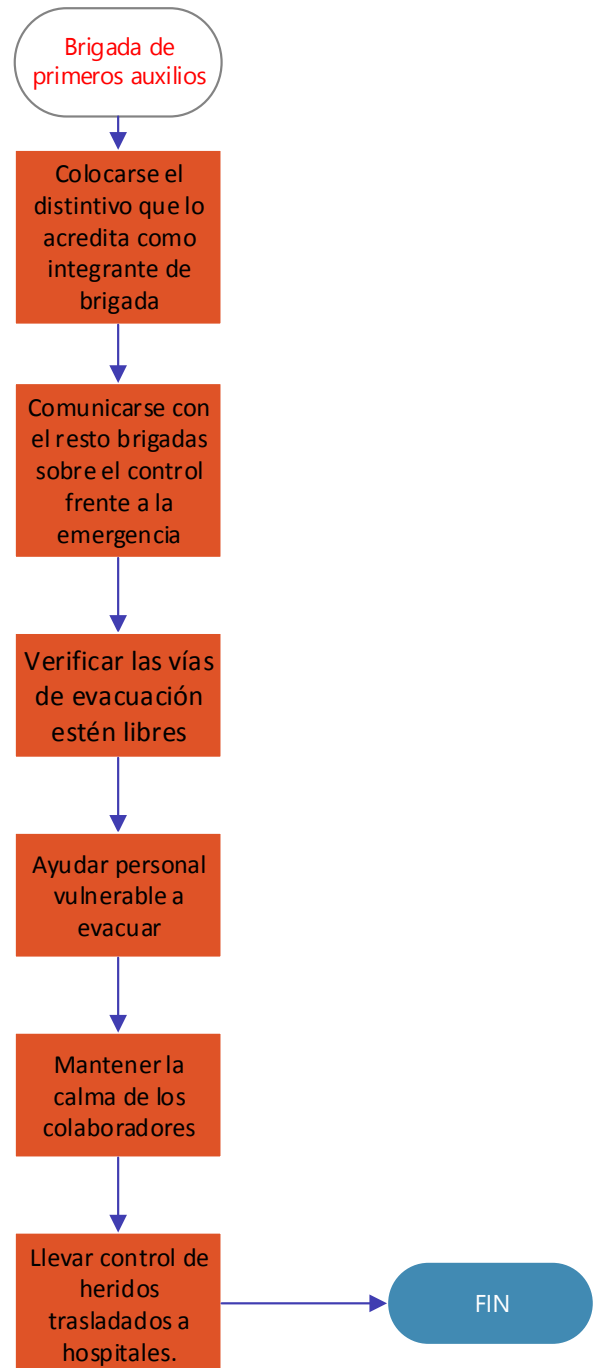 Brigada de
primeros auxilios
Colocarse el
distintivo que lo
acredita como
integrante de
brigada
Comunicarse con
el resto brigadas
sobre el control
frente a la
emergencia
Verificar las vías
de evacuación
estén libres
Ayudar personal
vulnerable a
evacuar
Mantener la
calma de los
colaboradores
Llevar control de
heridos
trasladados a
hospitales.
FIN